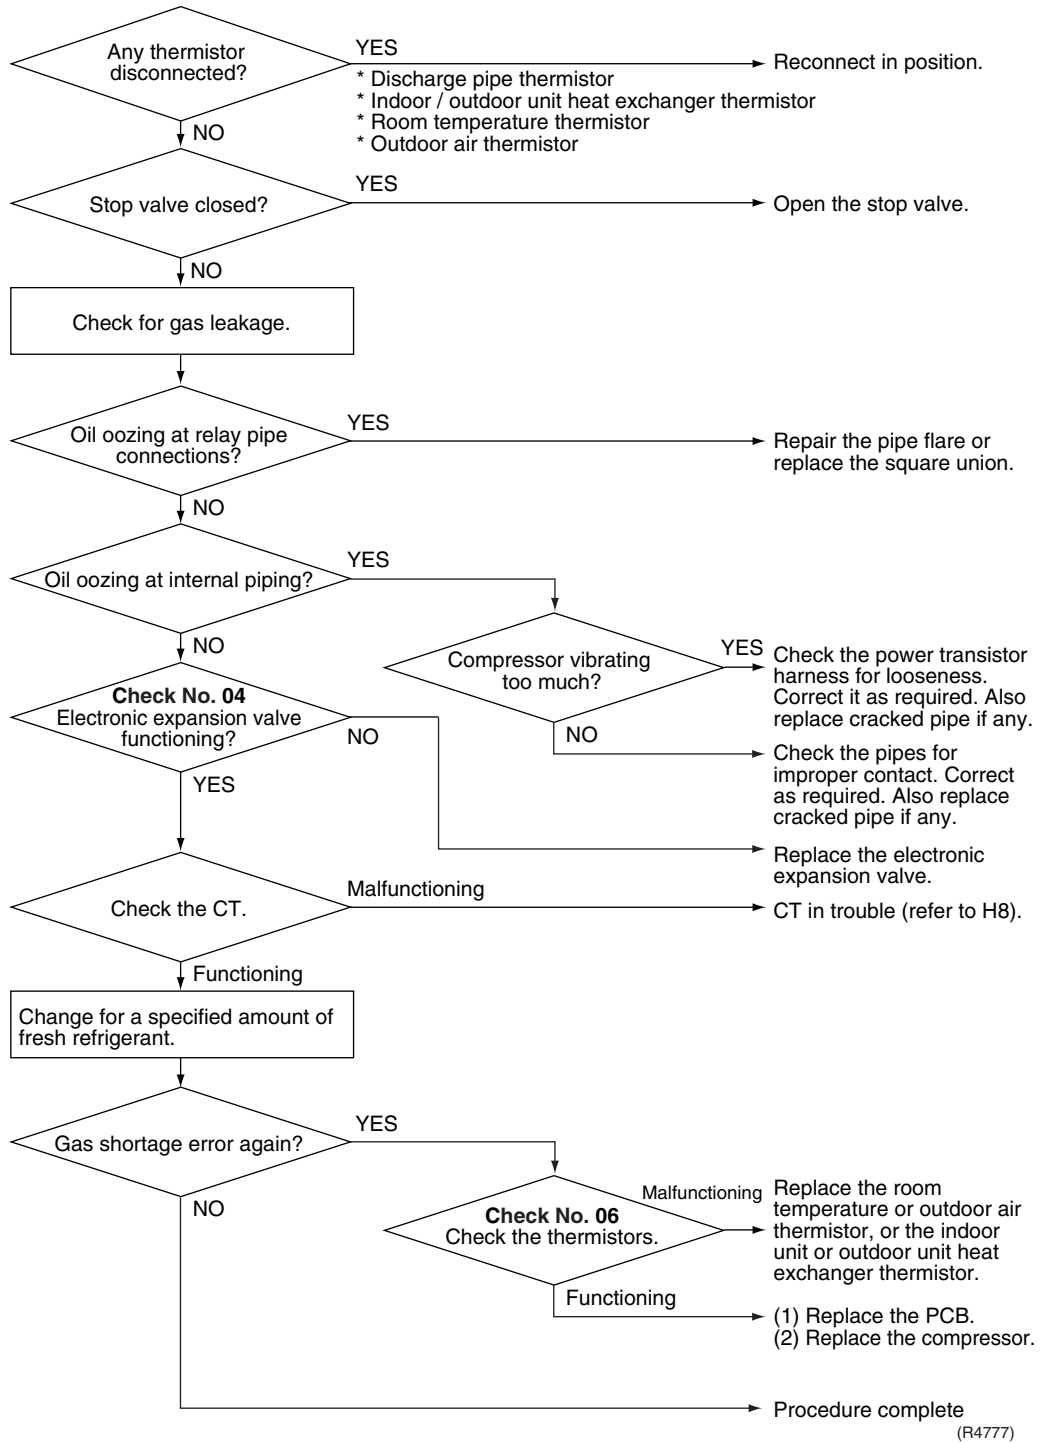 Any thermistor
disconnected?
YES
* Discharge pipe thermistor
* Indoor / outdoor unit heat exchanger thermistor
* Room temperature thermistor
* Outdoor air thermistor
Reconnect in position.
NO
Stop valve closed?
YES
Open the stop valve.
NO
Check for gas leakage.
Oil oozing at relay pipe
connections?
YES
Repair the pipe flare or
replace the square union.
NO
Oil oozing at internal piping?
YES
Compressor vibrating
too much?
YES
Check the power transistor
harness for looseness.
Correct it as required. Also
replace cracked pipe if any.
NO
Check the pipes for
improper contact. Correct
as required. Also replace
cracked pipe if any.
NO
Check No. 04
Electronic expansion valve
functioning?
NO
Replace the electronic
expansion valve.
YES
Check the CT.
Malfunctioning
CT in trouble (refer to H8).
Functioning
Change for a specified amount of
fresh refrigerant.
Gas shortage error again?
YES
Check No. 06
Check the thermistors.
Malfunctioning
Replace the room
temperature or outdoor air
thermistor, or the indoor
unit or outdoor unit heat
exchanger thermistor.
Functioning
(1) Replace the PCB.
(2) Replace the compressor.
NO
Procedure complete
(R4777)